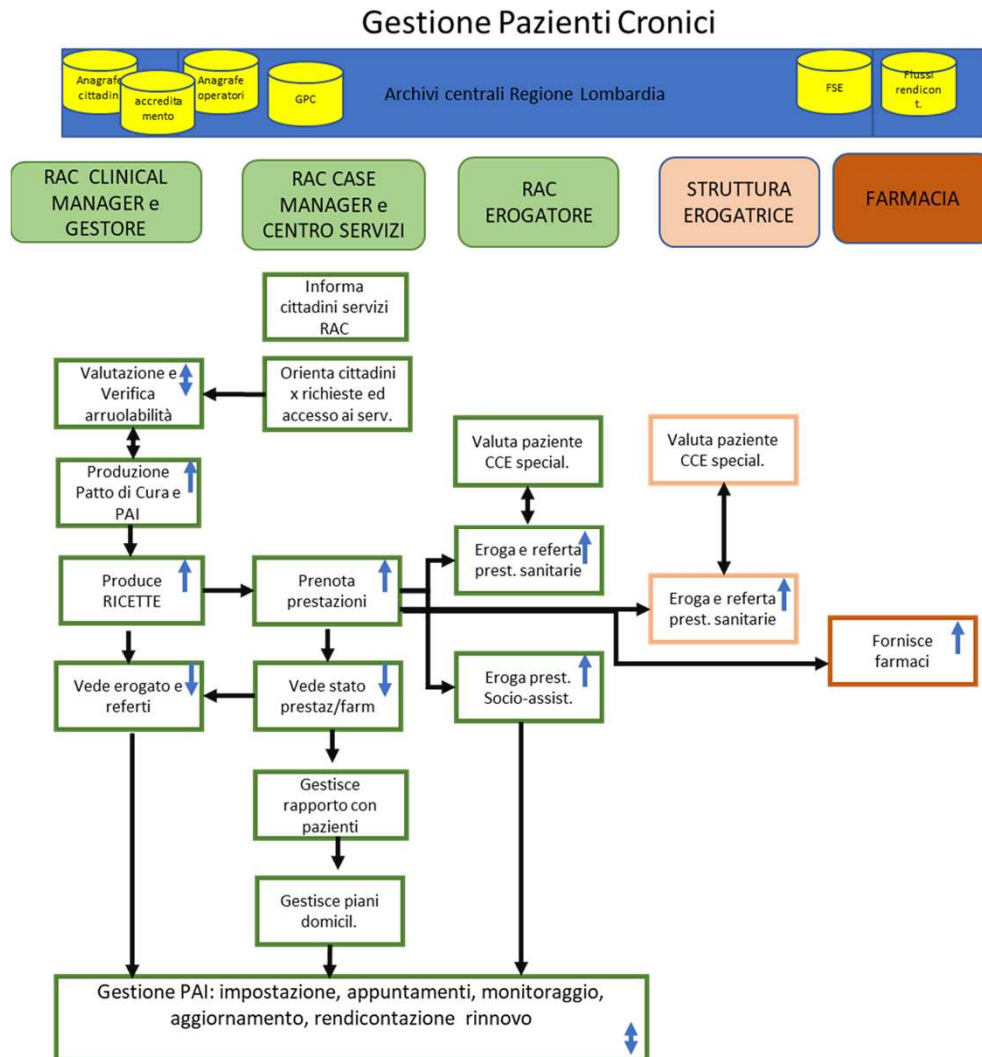 Gestione Pazienti Cronici
Anagrafe
cittadin
accredita
mento
Anagrafe
operatori
GPC
Archivi centrali Regione Lombardia
FSE
Flussi
rendicon
t.
RAC CLINICAL
MANAGER e
GESTORE
RAC CASE
MANAGER e
CENTRO SERVIZI
RAC
EROGATORE
STRUTTURA
EROGATRICE
FARMACIA
Informa
cittadini servizi
RAC
Valutazione e
Verifica
arruolabilità
Orienta cittadini
x richieste ed
accesso ai serv.
Valuta paziente
CCE special.
Valuta paziente
CCE special.
Produzione
Patto di Cura e
PAI
Produce
RICETTE
Prenota
prestazioni
Eroga e referta
prest. sanitarie
Eroga e referta
prest. sanitarie
Fornisce
farmaci
Vede erogato e
referti
Vede stato
prestaz/farm
Eroga prest.
Socio-assist.
Gestisce
rapporto con
pazienti
Gestisce piani
domicil.
Gestione PAI: impostazione, appuntamenti, monitoraggio,
aggiornamento, rendicontazione rinnovo